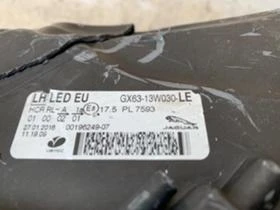 LH LED EU GX63-13W030-LE
HCR RL-A 17.5 PL 7593
01 00 02 01
27.01.2016 00196249-07
11:19:09
JAGUAR